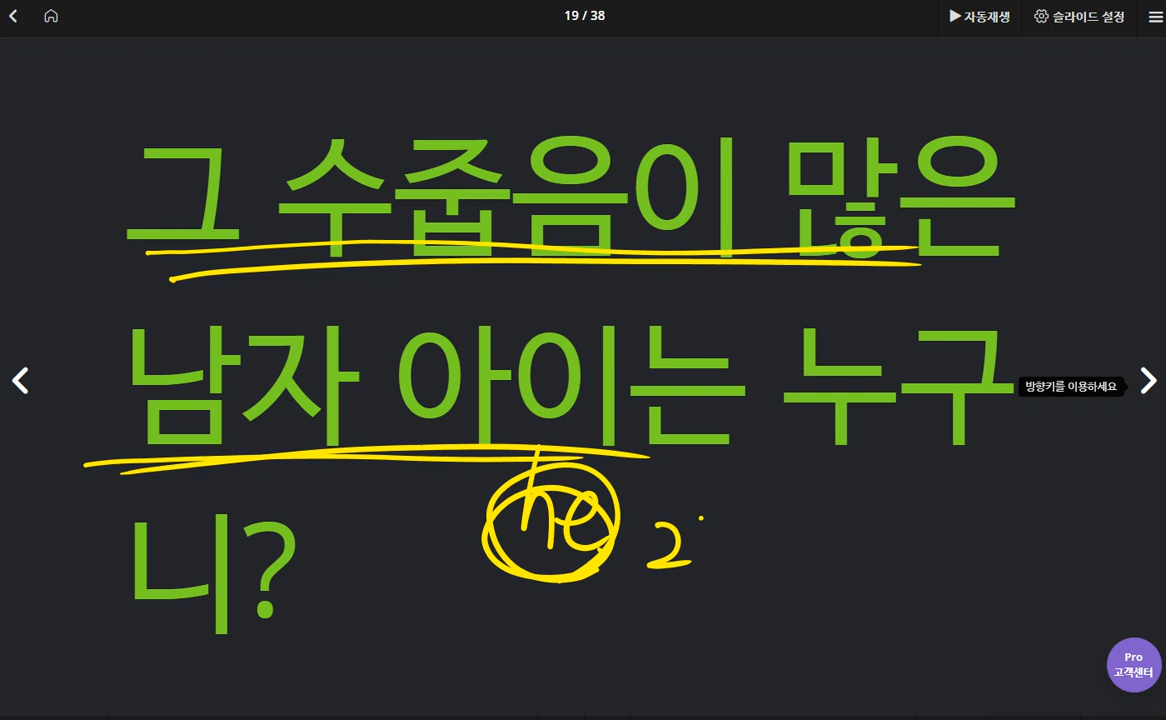 19 / 38
▶ 자동재생
슬라이드 설정
그 수줍음이 많은
남자 아이는 누구
방향키를 이용하세요
니?
he 2
Pro
고객센터